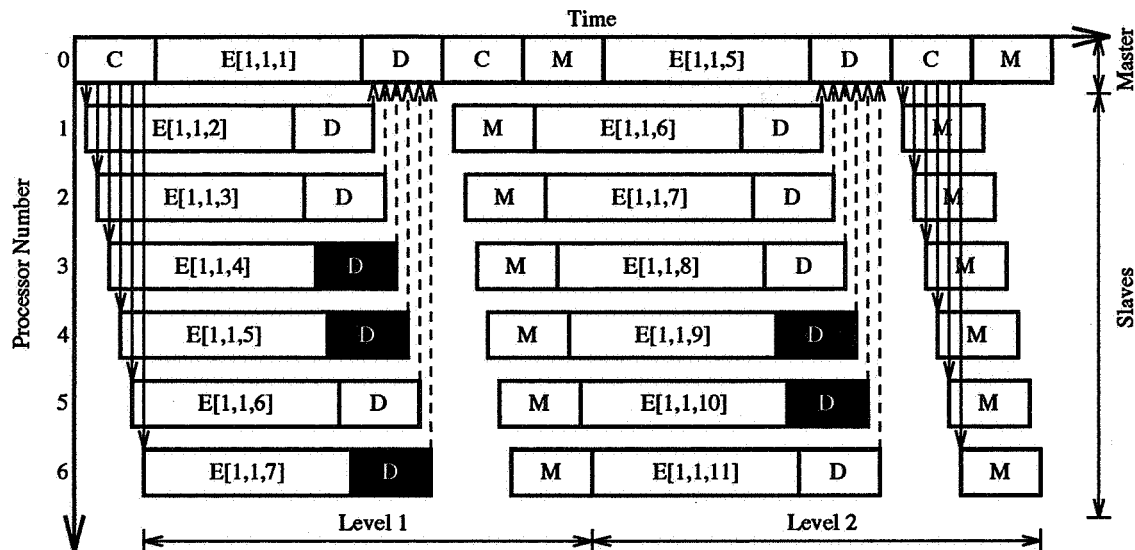 Time
0 C E[1,1,1] D C M E[1,1,5] D C M
Master
1 E[1,1,2] D M E[1,1,6] D M
2 E[1,1,3] D M E[1,1,7] D M
3 E[1,1,4] D M E[1,1,8] D M
4 E[1,1,5] D M E[1,1,9] D M
5 E[1,1,6] D M E[1,1,10] D M
6 E[1,1,7] D M E[1,1,11] D M
Processor Number
Slaves
Level 1 Level 2